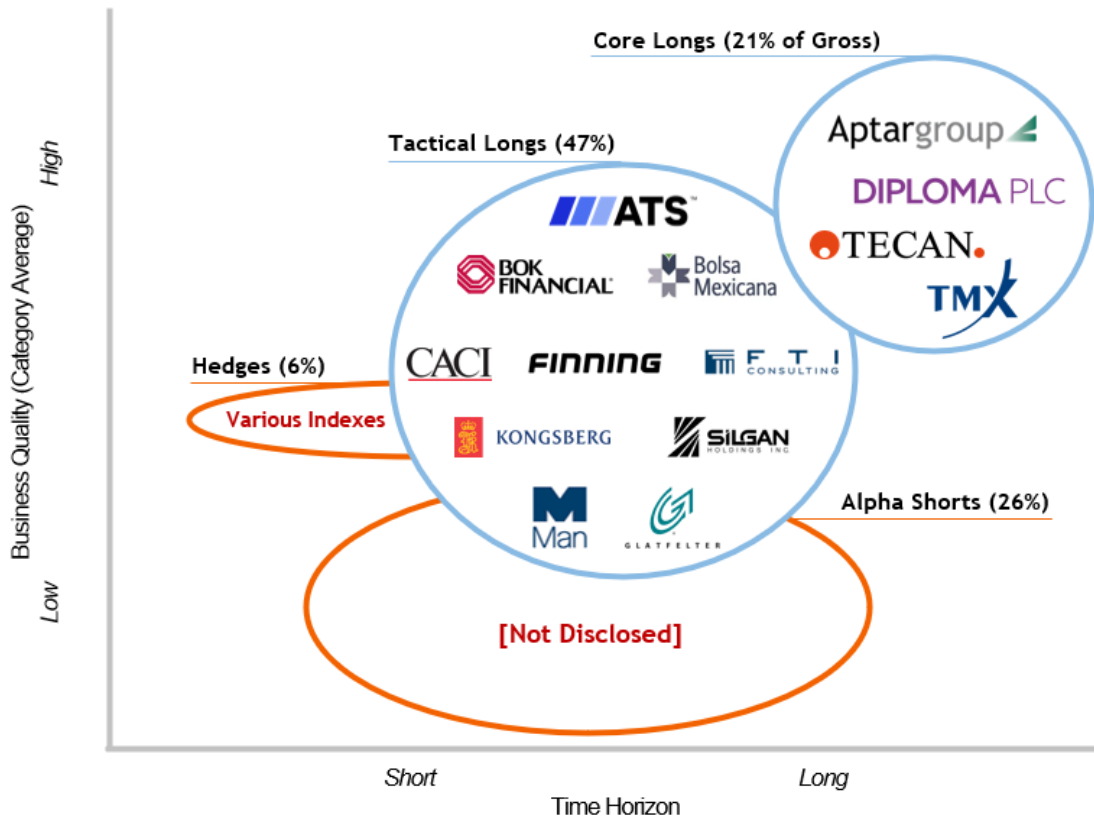 Core Longs (21% of Gross)
Aptargroup
DIPLOMA PLC
TECAN.
TMX
Tactical Longs (47%)
ATS™
BOK
FINANCIAL®
Bolsa
Mexicana
CACI
FINNING
F T I
CONSULTING
KONGSBERG
SILGAN
HOLDINGS INC
M
Man
GLATFELTER
Hedges (6%)
Various Indexes
Alpha Shorts (26%)
[Not Disclosed]
Business Quality (Category Average)
High
Low
Short
Long
Time Horizon